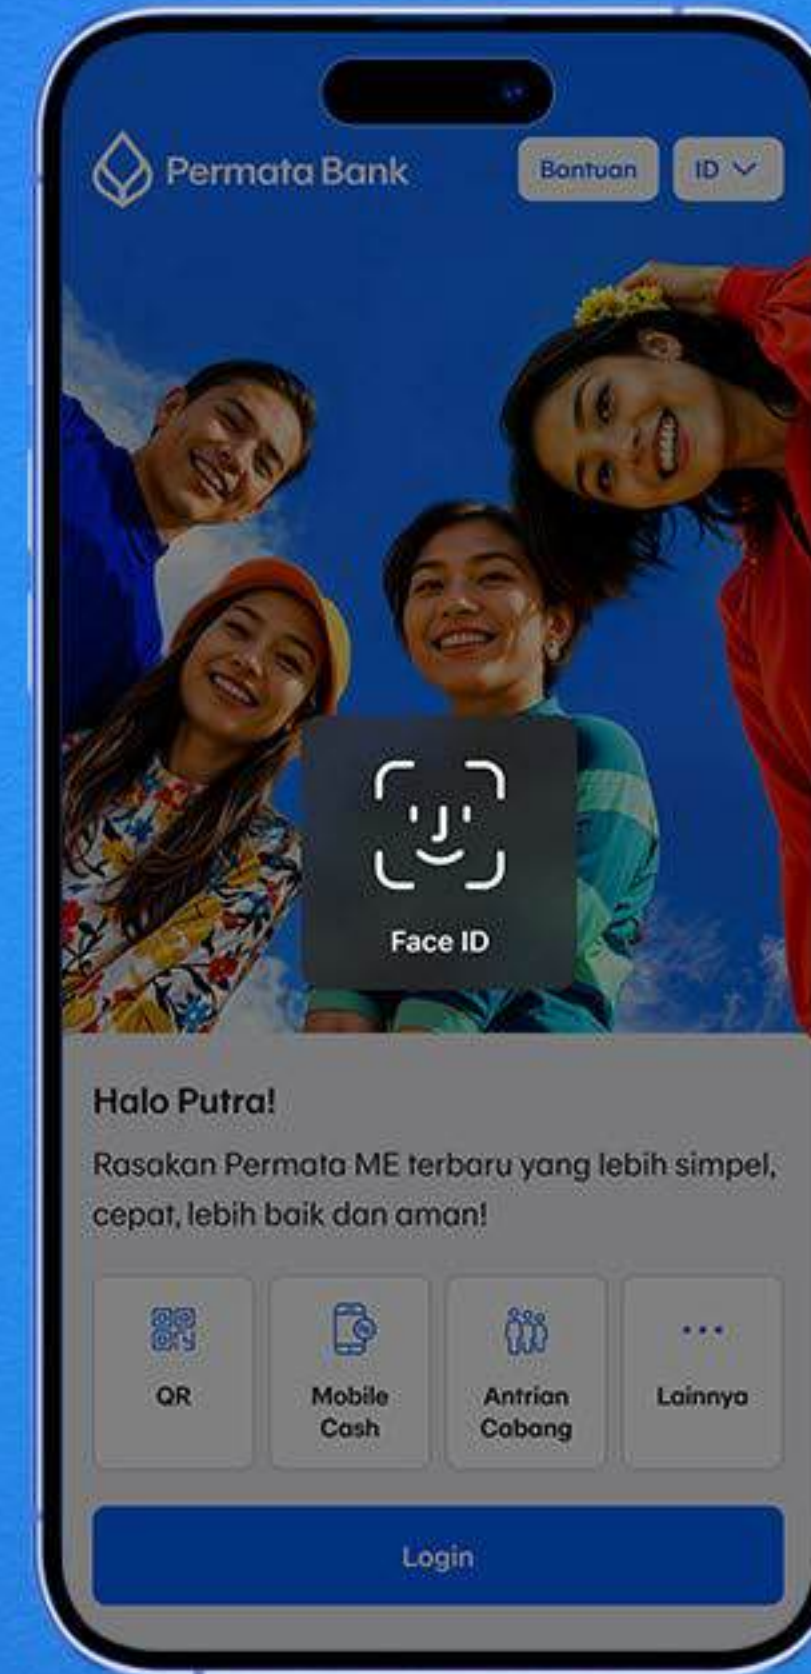 Permata Bank
Bantuan
ID
Face ID
Halo Putra!
Rasakan Permata ME terbaru yang lebih simpel,
cepat, lebih baik dan aman!
QR
Mobile
Cash
Antrian
Cabang
Lainnya
Login